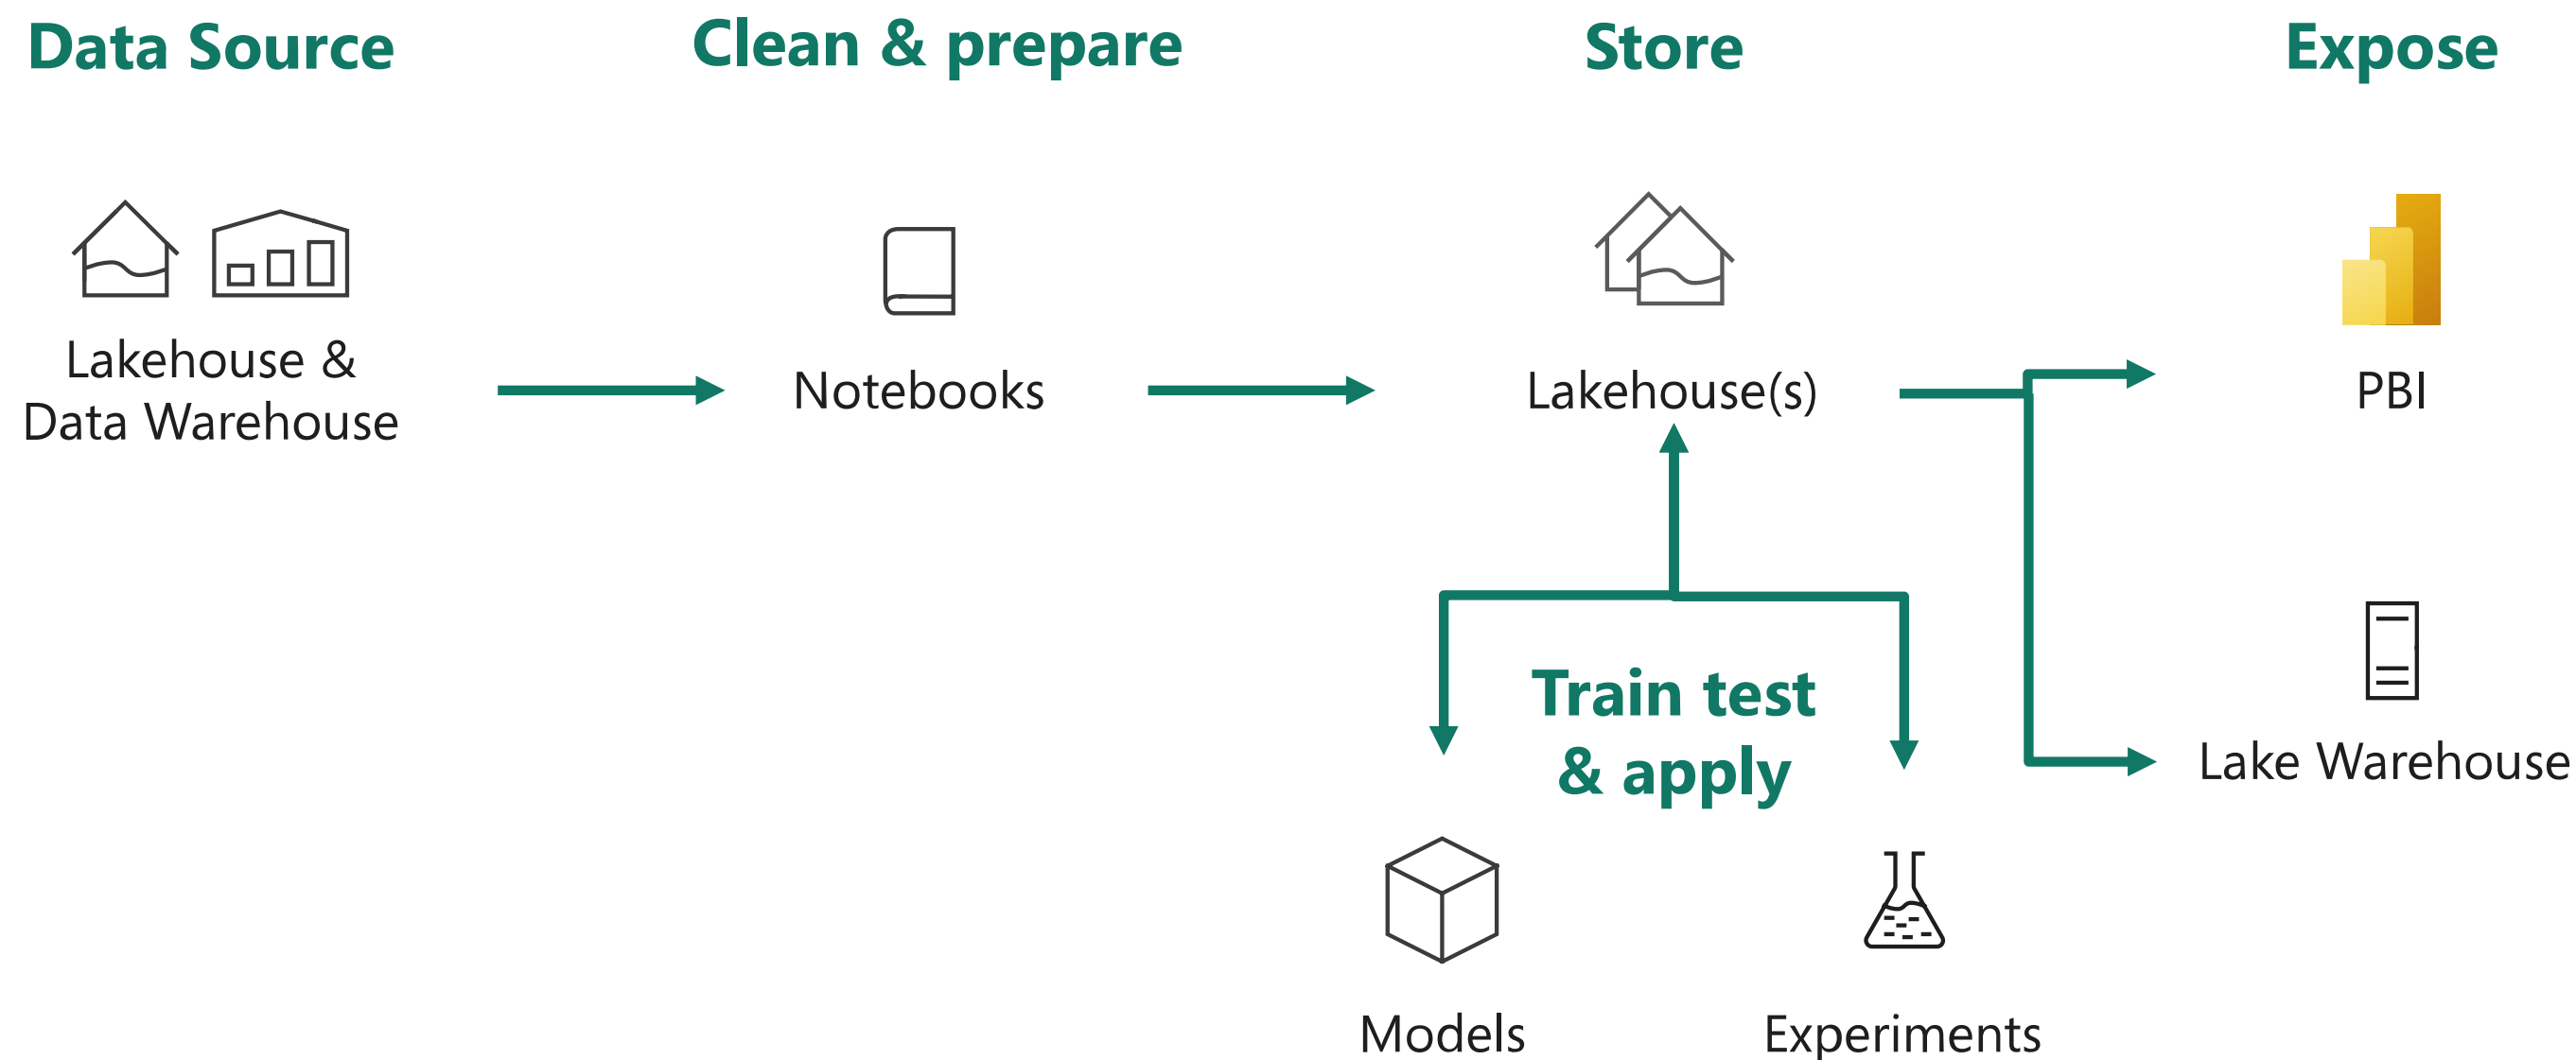 Data Source
Clean & prepare
Store
Expose
Lakehouse &
Data Warehouse
Notebooks
Lakehouse(s)
PBI
Train test
& apply
Lake Warehouse
Models
Experiments